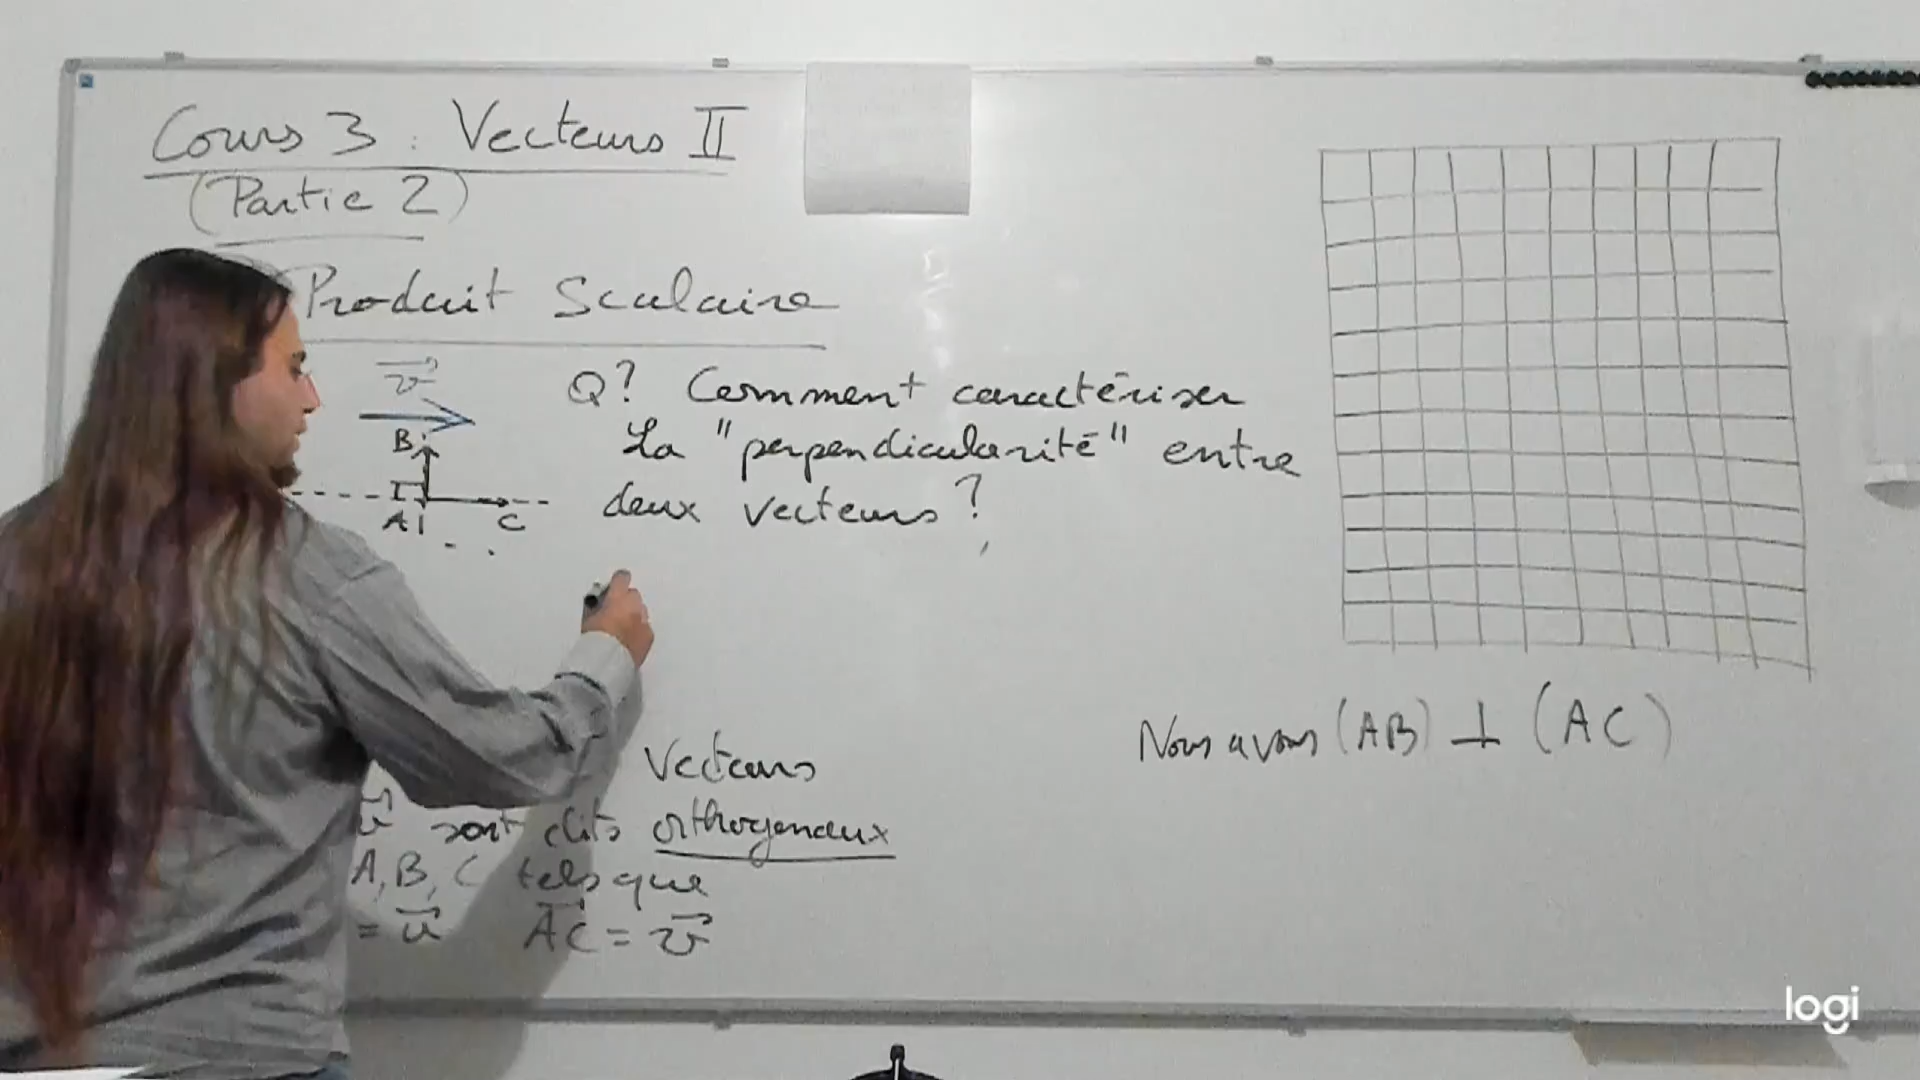 Cours 3 : Vecteurs II
(Partie 2)
Produit Scalaire
v⃗
B
A C
Q? Comment caractériser
La "perpendicularité" entre
deux vecteurs ?
Vecteurs
v⃗ sont dits orthogonaux
A, B, C tels que
= u⃗ AC⃗ = v⃗
Nous avons (AB) ⊥ (AC)
logi